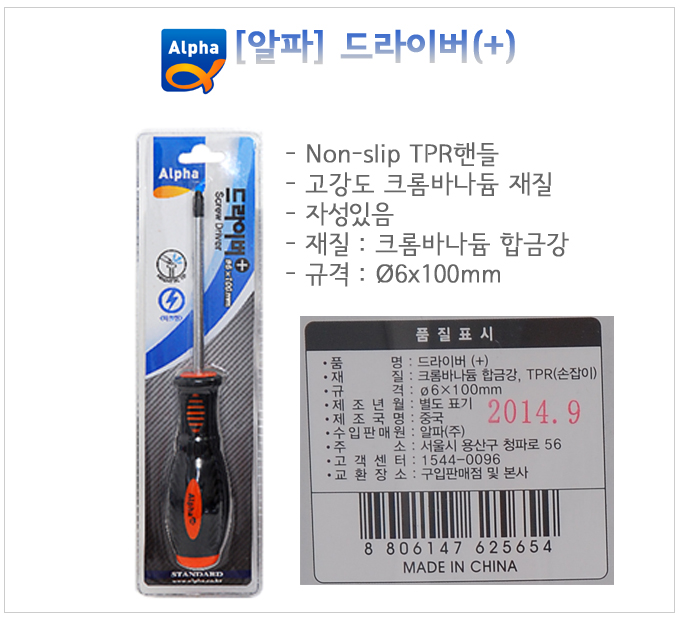 Alpha
[알파] 드라이버(+)
- Non-slip TPR핸들
- 고강도 크롬바나듐 재질
- 자성있음
- 재질 : 크롬바나듐 합금강
- 규격 : Ø6x100mm
Alpha
드라이버 +
Screw Driver
ø6×100mm
Alpha
STANDARD
www.alpha.co.kr
품질표시
·품 명 : 드라이버 (+)
·재 질 : 크롬바나듐 합금강, TPR(손잡이)
·규 격 : ø6×100mm
·제 조 년 월 : 별도 표기
2014.9
·제 조 국 명 : 중국
·수입판매원 : 알파(주)
·주 소 : 서울시 용산구 청파로 56
·고 객 센 터 : 1544-0096
·교 환 장 소 : 구입판매점 및 본사
8 806147 625654
MADE IN CHINA